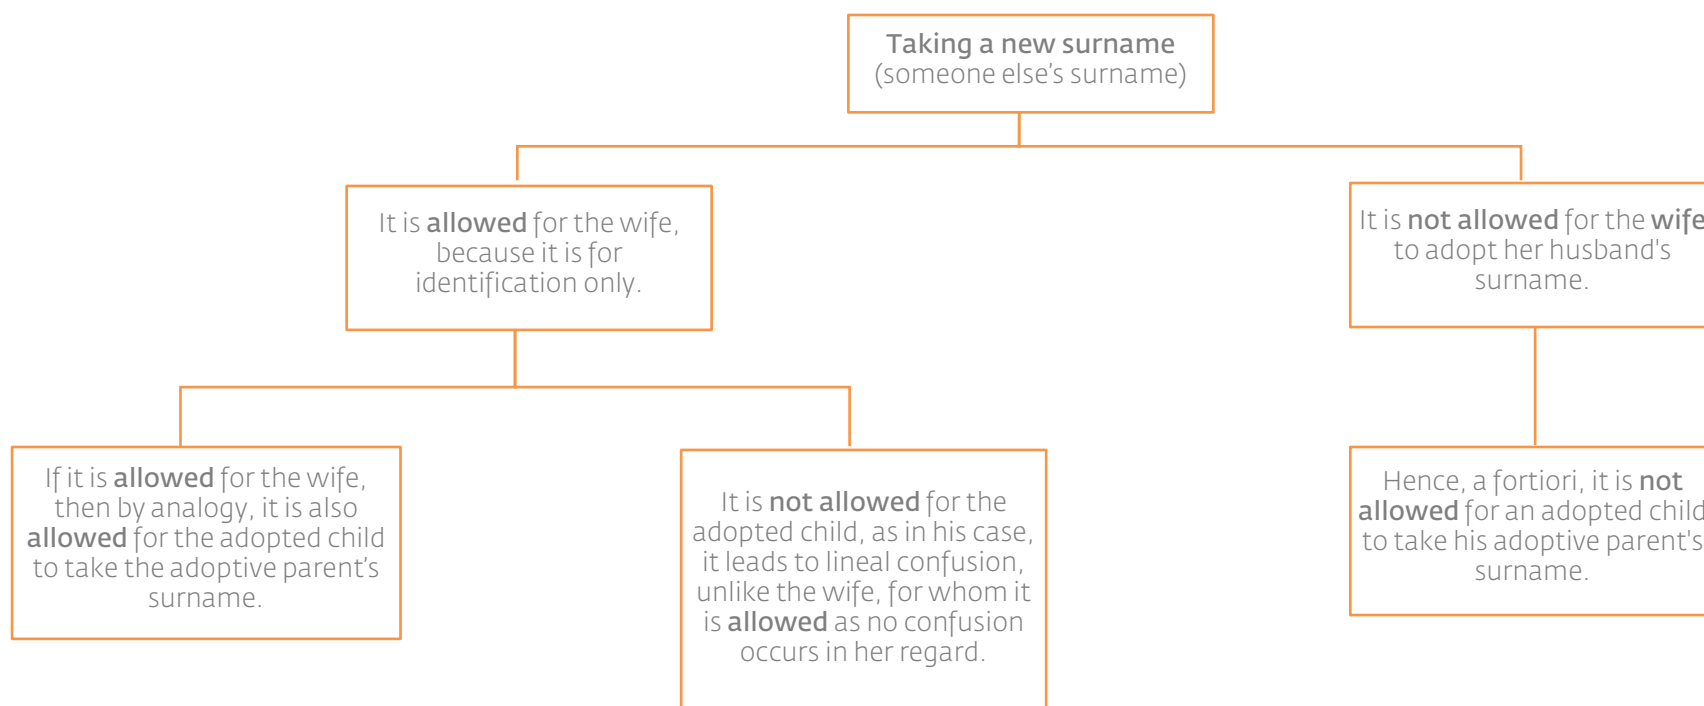 Taking a new surname
(someone else's surname)
It is allowed for the wife,
because it is for
identification only.
It is not allowed for the wife
to adopt her husband's
surname.
If it is allowed for the wife,
then by analogy, it is also
allowed for the adopted child
to take the adoptive parent's
surname.
It is not allowed for the
adopted child, as in his case,
it leads to lineal confusion,
unlike the wife, for whom it
is allowed as no confusion
occurs in her regard.
Hence, a fortiori, it is not
allowed for an adopted child
to take his adoptive parent's
surname.